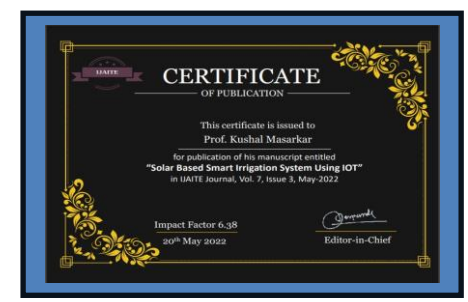 IJAITE
CERTIFICATE
OF PUBLICATION
This certificate is issued to
Prof. Kushal Masarkar
for publication of his manuscript entitled
“Solar Based Smart Irrigation System Using IOT”
in IJAITE Journal, Vol. 7, Issue 3, May-2022
Impact Factor 6.38
20th May 2022
Editor-in-Chief